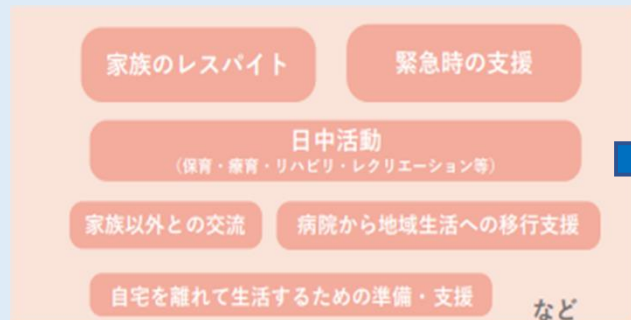 家族のレスパイト
緊急時の支援
日中活動
（保育・療育・リハビリ・レクリエーション等）
家族以外との交流
病院から地域生活への移行支援
自宅を離れて生活するための準備・支援
など